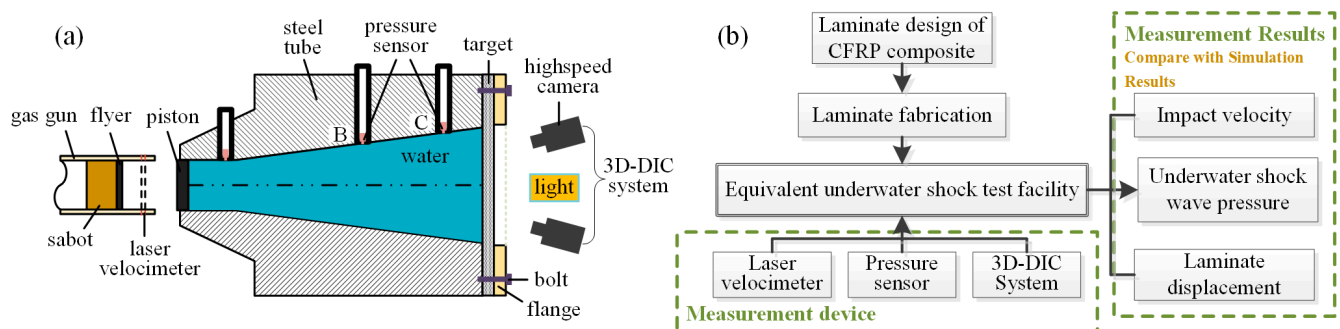 (a)
steel
tube
pressure
sensor
target
highspeed
camera
gas gun
flyer
piston
B
C
water
3D-DIC
system
light
sabot
laser
velocimeter
bolt
flange
(b)
Laminate design of
CFRP composite
Laminate fabrication
Equivalent underwater shock test facility
Laser
velocimeter
Pressure
sensor
3D-DIC
System
Measurement device
Measurement Results
Compare with Simulation
Results
Impact velocity
Underwater shock
wave pressure
Laminate
displacement